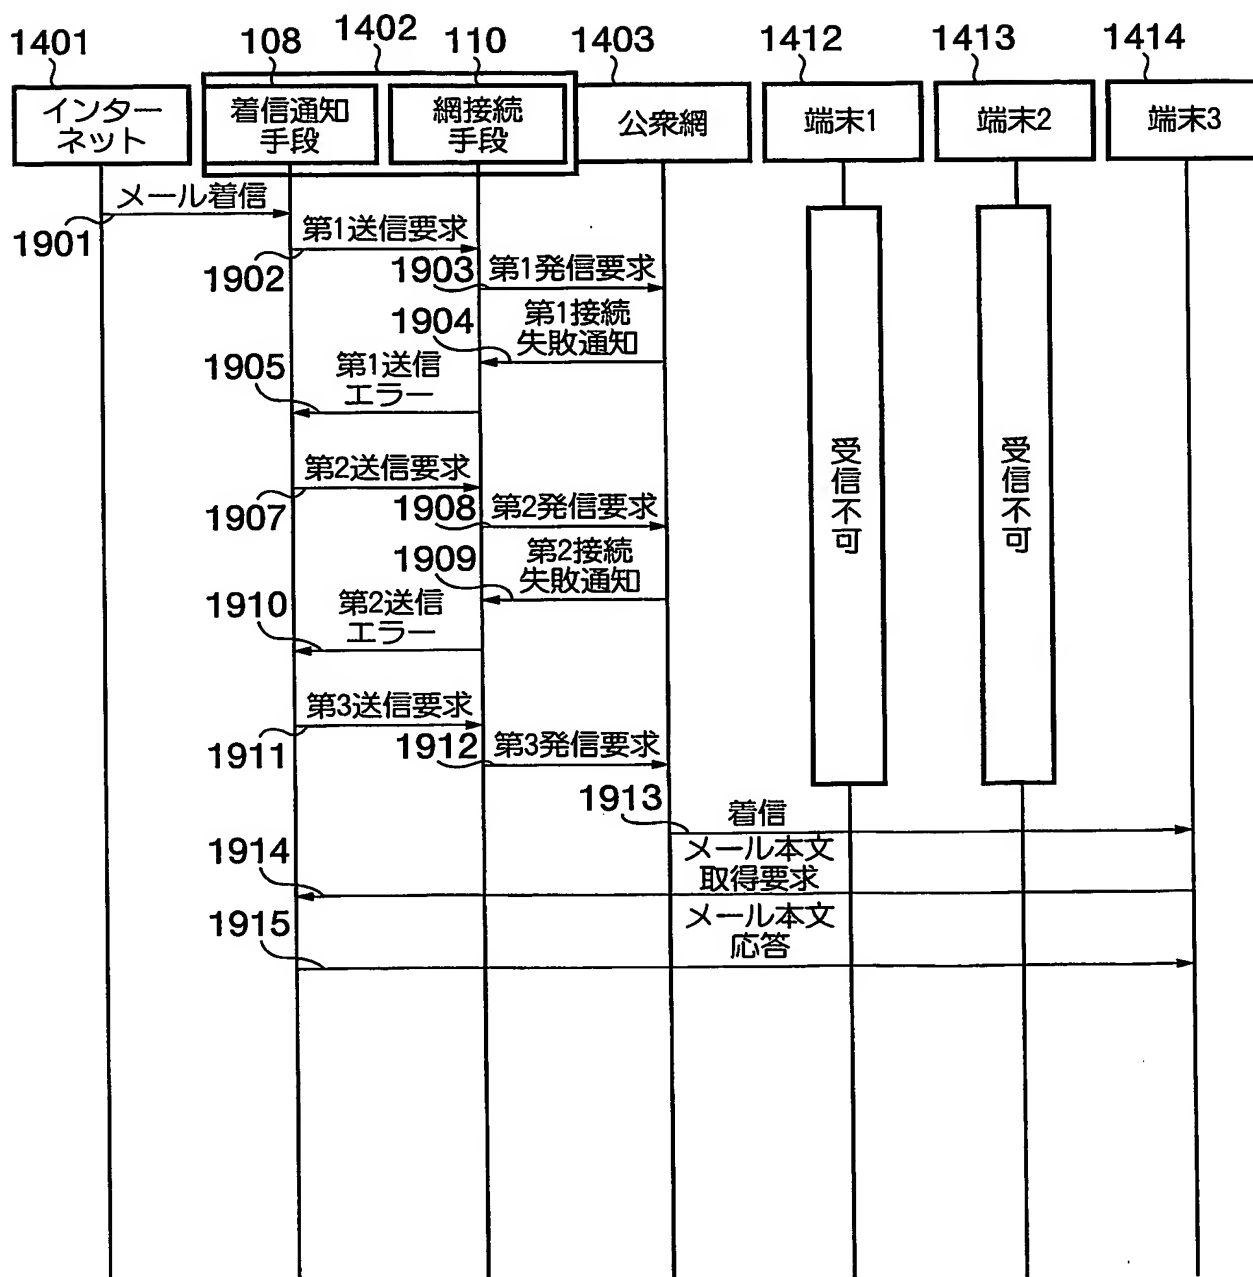 1401
108
1402
110
1403
1412
1413
1414
インター
ネット
着信通知
手段
網接続
手段
公衆網
端末1
端末2
端末3
メール着信
1901
第1送信要求
1902
1903
第1発信要求
1904
第1接続
失敗通知
1905
第1送信
エラー
第2送信要求
1907
1908
第2発信要求
1909
第2接続
失敗通知
1910
第2送信
エラー
受信不可
受信不可
第3送信要求
1911
1912
第3発信要求
1913
着信
1914
メール本文
取得要求
1915
メール本文
応答